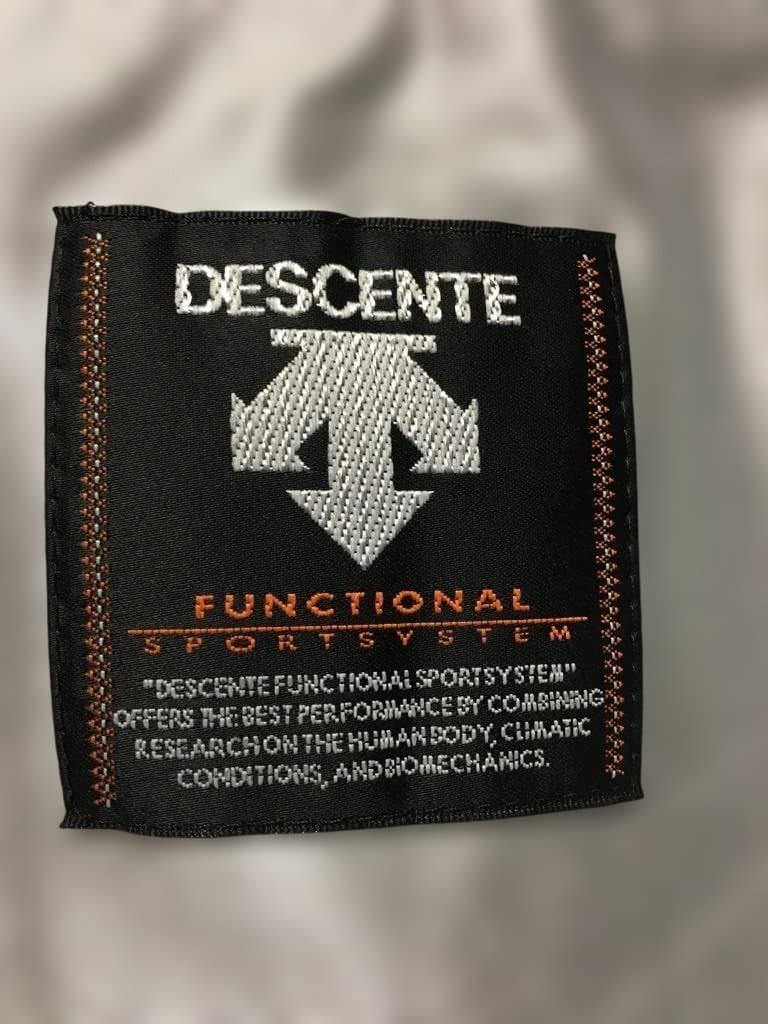 DESCENTE
FUNCTIONAL
SPORTSYSTEM
"DESCENTE FUNCTIONAL SPORTSYSTEM"
OFFERS THE BEST PERFORMANCE BY COMBINING
RESEARCH ON THE HUMAN BODY, CLIMATIC
CONDITIONS, AND BIOMECHANICS.